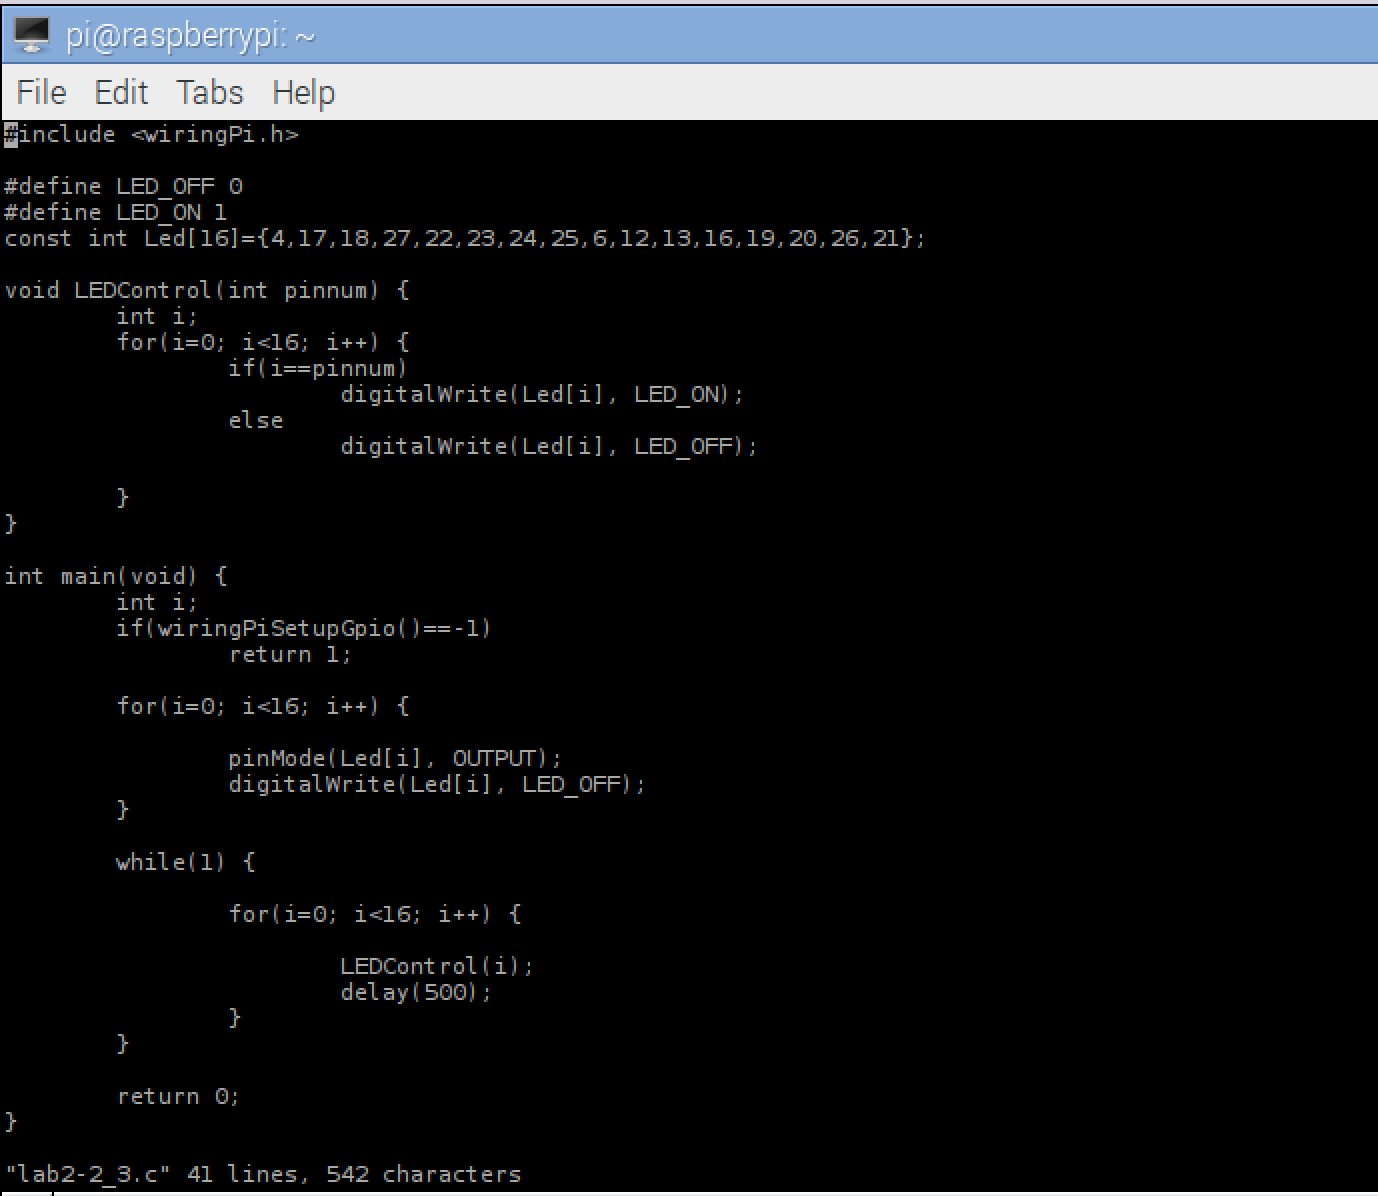 pi@raspberrypi: ~
File Edit Tabs Help
#include <wiringPi.h>

#define LED_OFF 0
#define LED_ON 1
const int Led[16]={4,17,18,27,22,23,24,25,6,12,13,16,19,20,26,21};

void LEDControl(int pinnum) {
        int i;
        for(i=0; i<16; i++) {
                if(i==pinnum)
                        digitalWrite(Led[i], LED_ON);
                else
                        digitalWrite(Led[i], LED_OFF);

        }
}

int main(void) {
        int i;
        if(wiringPiSetupGpio()==-1)
                return 1;

        for(i=0; i<16; i++) {

                pinMode(Led[i], OUTPUT);
                digitalWrite(Led[i], LED_OFF);
        }

        while(1) {

                for(i=0; i<16; i++) {

                        LEDControl(i);
                        delay(500);
                }
        }

        return 0;
}

"lab2-2_3.c" 41 lines, 542 characters